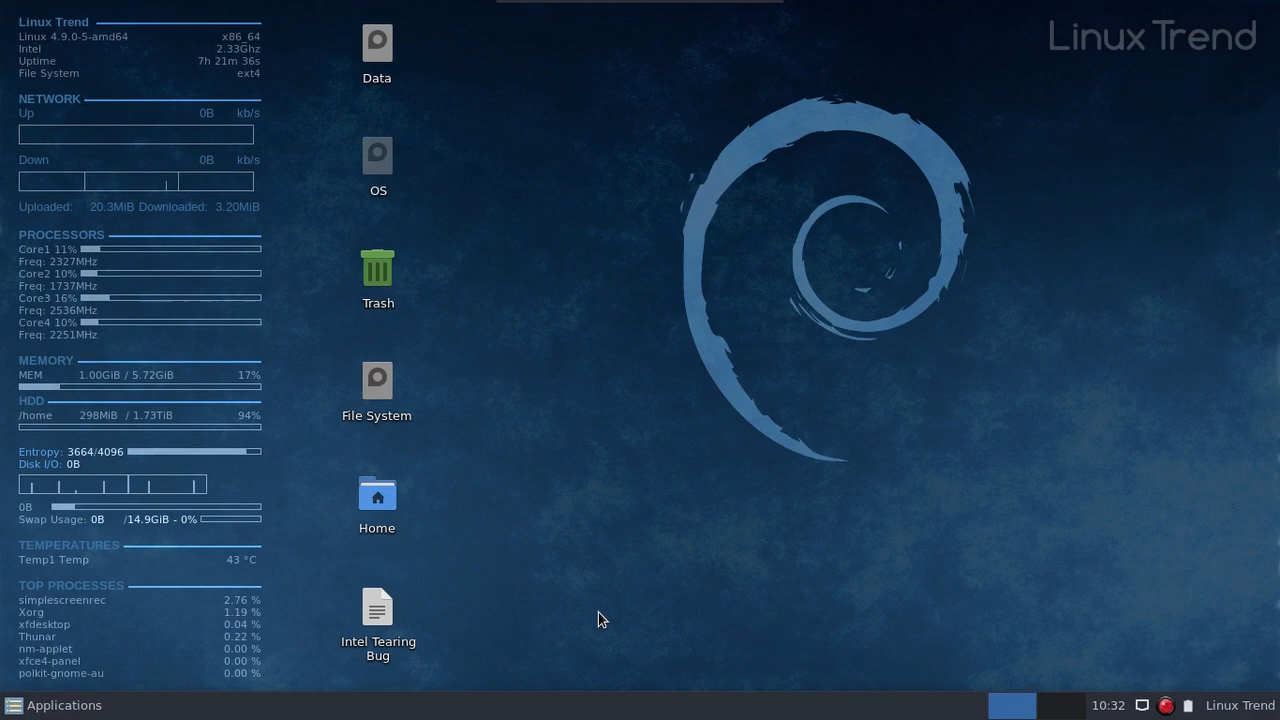 Linux Trend
Linux 4.9.0-5-amd64 x86_64
Intel 2.33Ghz
Uptime 7h 21m 36s
File System ext4
NETWORK
Up 0B kb/s
Down 0B kb/s
Uploaded: 20.3MiB Downloaded: 3.20MiB
PROCESSORS
Core1 11%
Freq: 2327MHz
Core2 10%
Freq: 1737MHz
Core3 16%
Freq: 2536MHz
Core4 10%
Freq: 2251MHz
MEMORY
MEM 1.00GiB / 5.72GiB 17%
HDD
/home 298MiB / 1.73TiB 94%
Entropy: 3664/4096
Disk I/O: 0B
0B
Swap Usage: 0B /14.9GiB - 0%
TEMPERATURES
Temp1 Temp 43 °C
TOP PROCESSES
simplescreenrec 2.76 %
Xorg 1.19 %
xfdesktop 0.04 %
Thunar 0.22 %
nm-applet 0.00 %
xfce4-panel 0.00 %
polkit-gnome-au 0.00 %
Data
OS
Trash
File System
Home
Intel Tearing
Bug
Linux Trend
Applications
10:32
Linux Trend